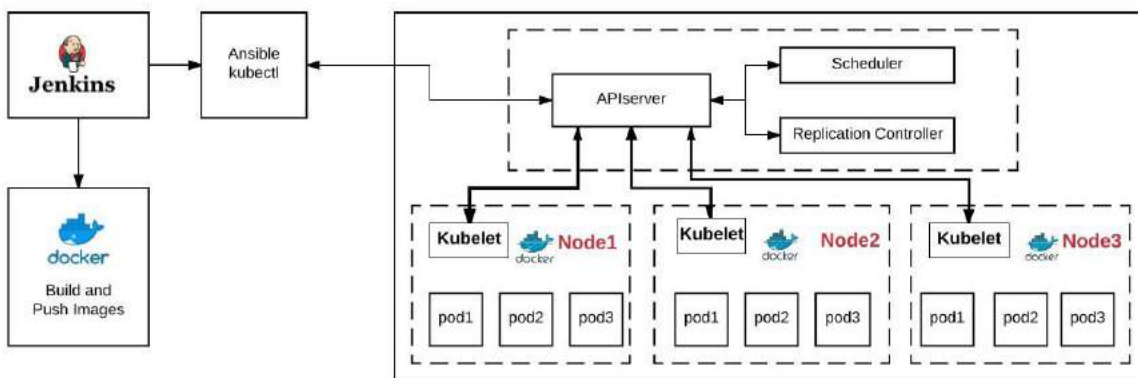 Jenkins
Ansible
kubectl
docker
Build and
Push Images
APIserver
Scheduler
Replication Controller
Kubelet
docker
Node1
pod1
pod2
pod3
Kubelet
docker
Node2
pod1
pod2
pod3
Kubelet
docker
Node3
pod1
pod2
pod3